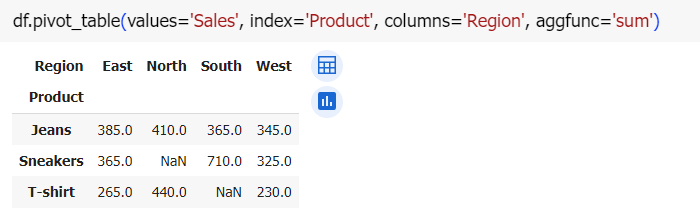 df.pivot_table(values='Sales', index='Product', columns='Region', aggfunc='sum')
Region East North South West
Product
Jeans 385.0 410.0 365.0 345.0
Sneakers 365.0 NaN 710.0 325.0
T-shirt 265.0 440.0 NaN 230.0